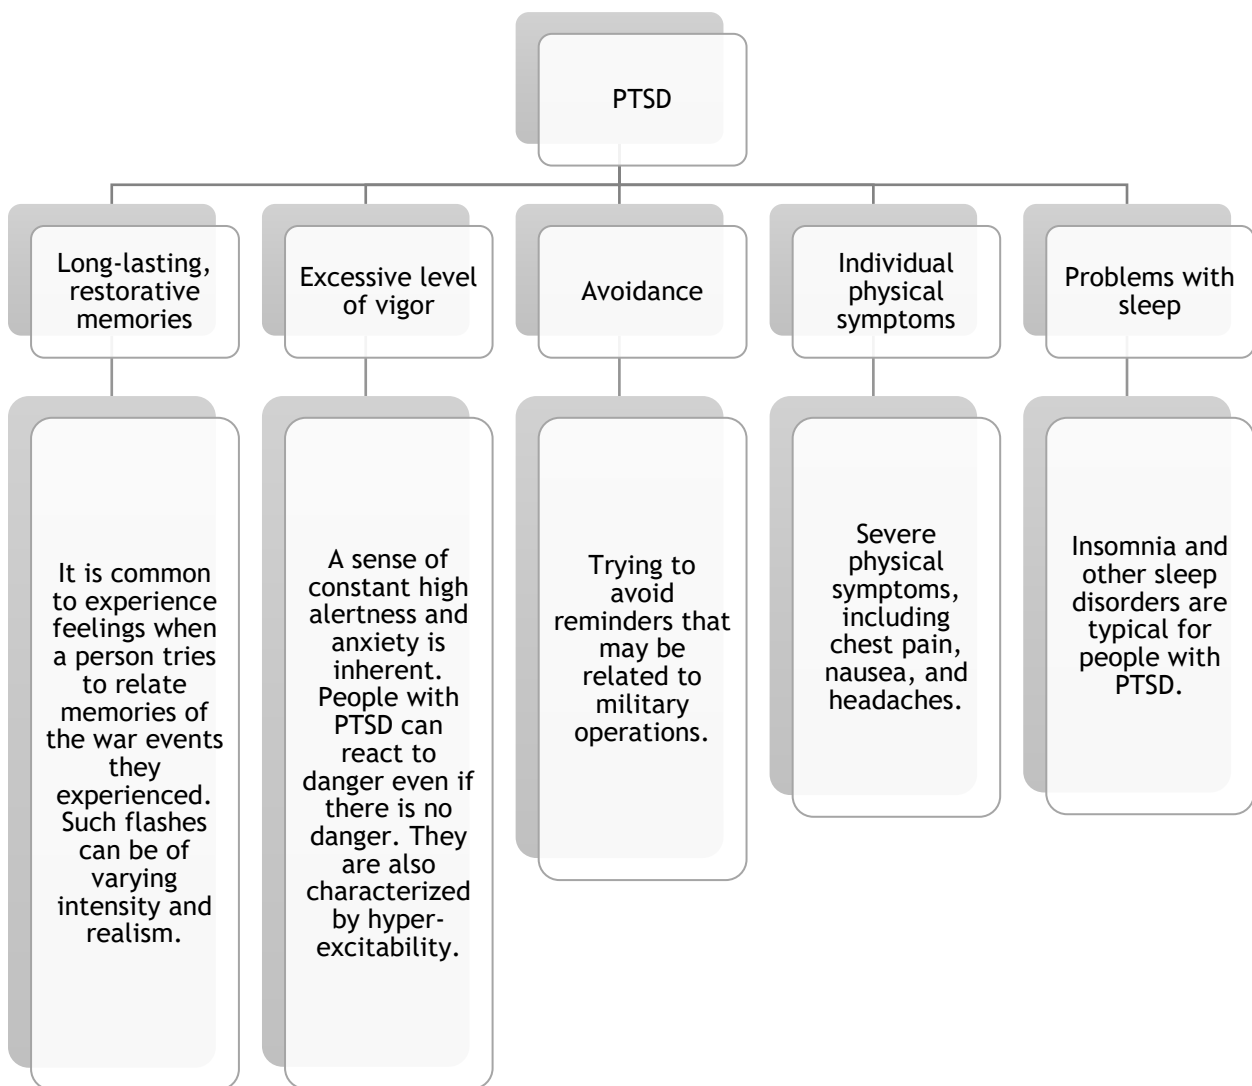 PTSD
Long-lasting,
restorative
memories
Excessive level
of vigor
Avoidance
Individual
physical
symptoms
Problems with
sleep
It is common
to experience
feelings when
a person tries
to relate
memories of
the war events
they
experienced.
Such flashes
can be of
varying
intensity and
realism.
A sense of
constant high
alertness and
anxiety is
inherent.
People with
PTSD can
react to
danger even if
there is no
danger. They
are also
characterized
by hyper-
excitability.
Trying to
avoid
reminders that
may be
related to
military
operations.
Severe
physical
symptoms,
including
chest pain,
nausea, and
headaches.
Insomnia and
other sleep
disorders are
typical for
people with
PTSD.